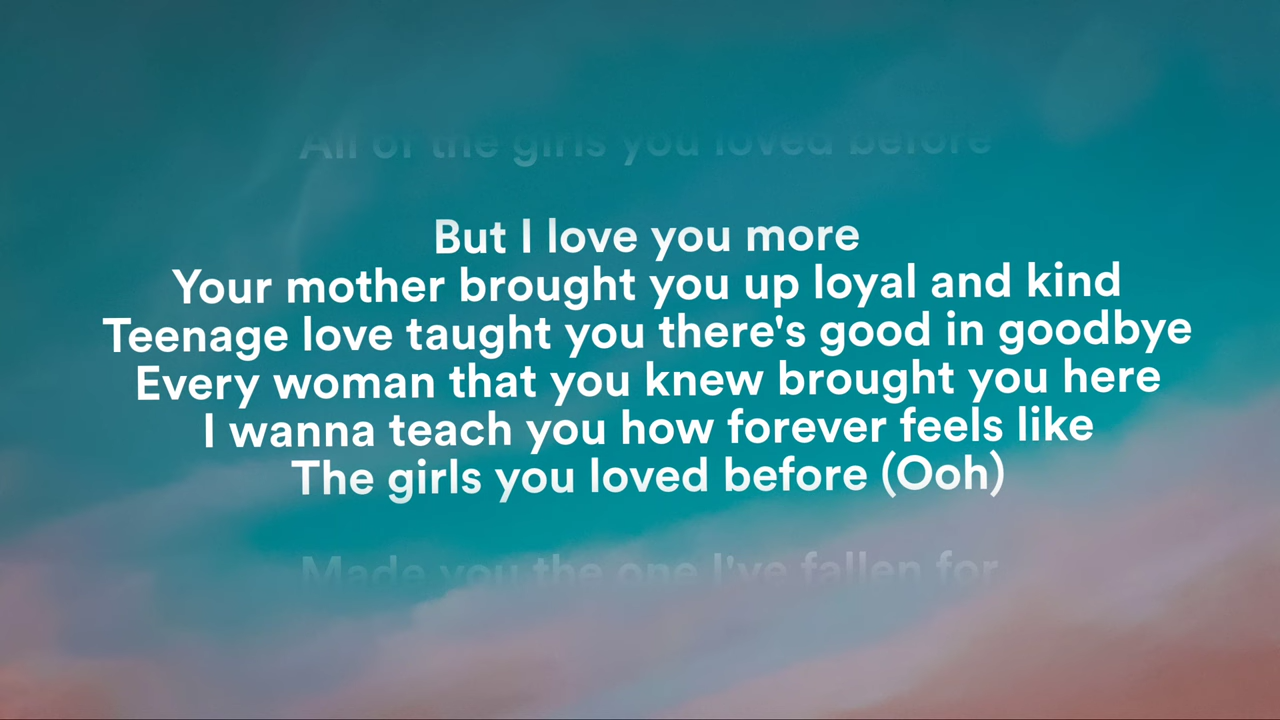 All of the girls you loved before
But I love you more
Your mother brought you up loyal and kind
Teenage love taught you there's good in goodbye
Every woman that you knew brought you here
I wanna teach you how forever feels like
The girls you loved before (Ooh)
Made you the one I've fallen for